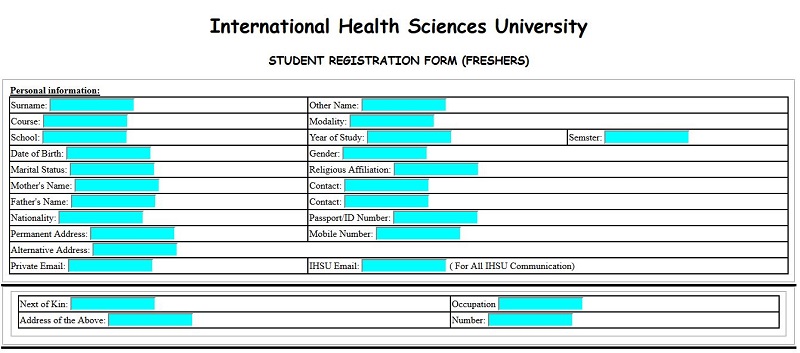 International Health Sciences University
STUDENT REGISTRATION FORM (FRESHERS)
Personal information:
Surname: Other Name:
Course: Modality:
School: Year of Study: Semster:
Date of Birth: Gender:
Marital Status: Religious Affiliation:
Mother's Name: Contact:
Father's Name: Contact:
Nationality: Passport/ID Number:
Permanent Address: Mobile Number:
Alternative Address:
Private Email: IHSU Email: ( For All IHSU Communication)
Next of Kin: Occupation
Address of the Above: Number: